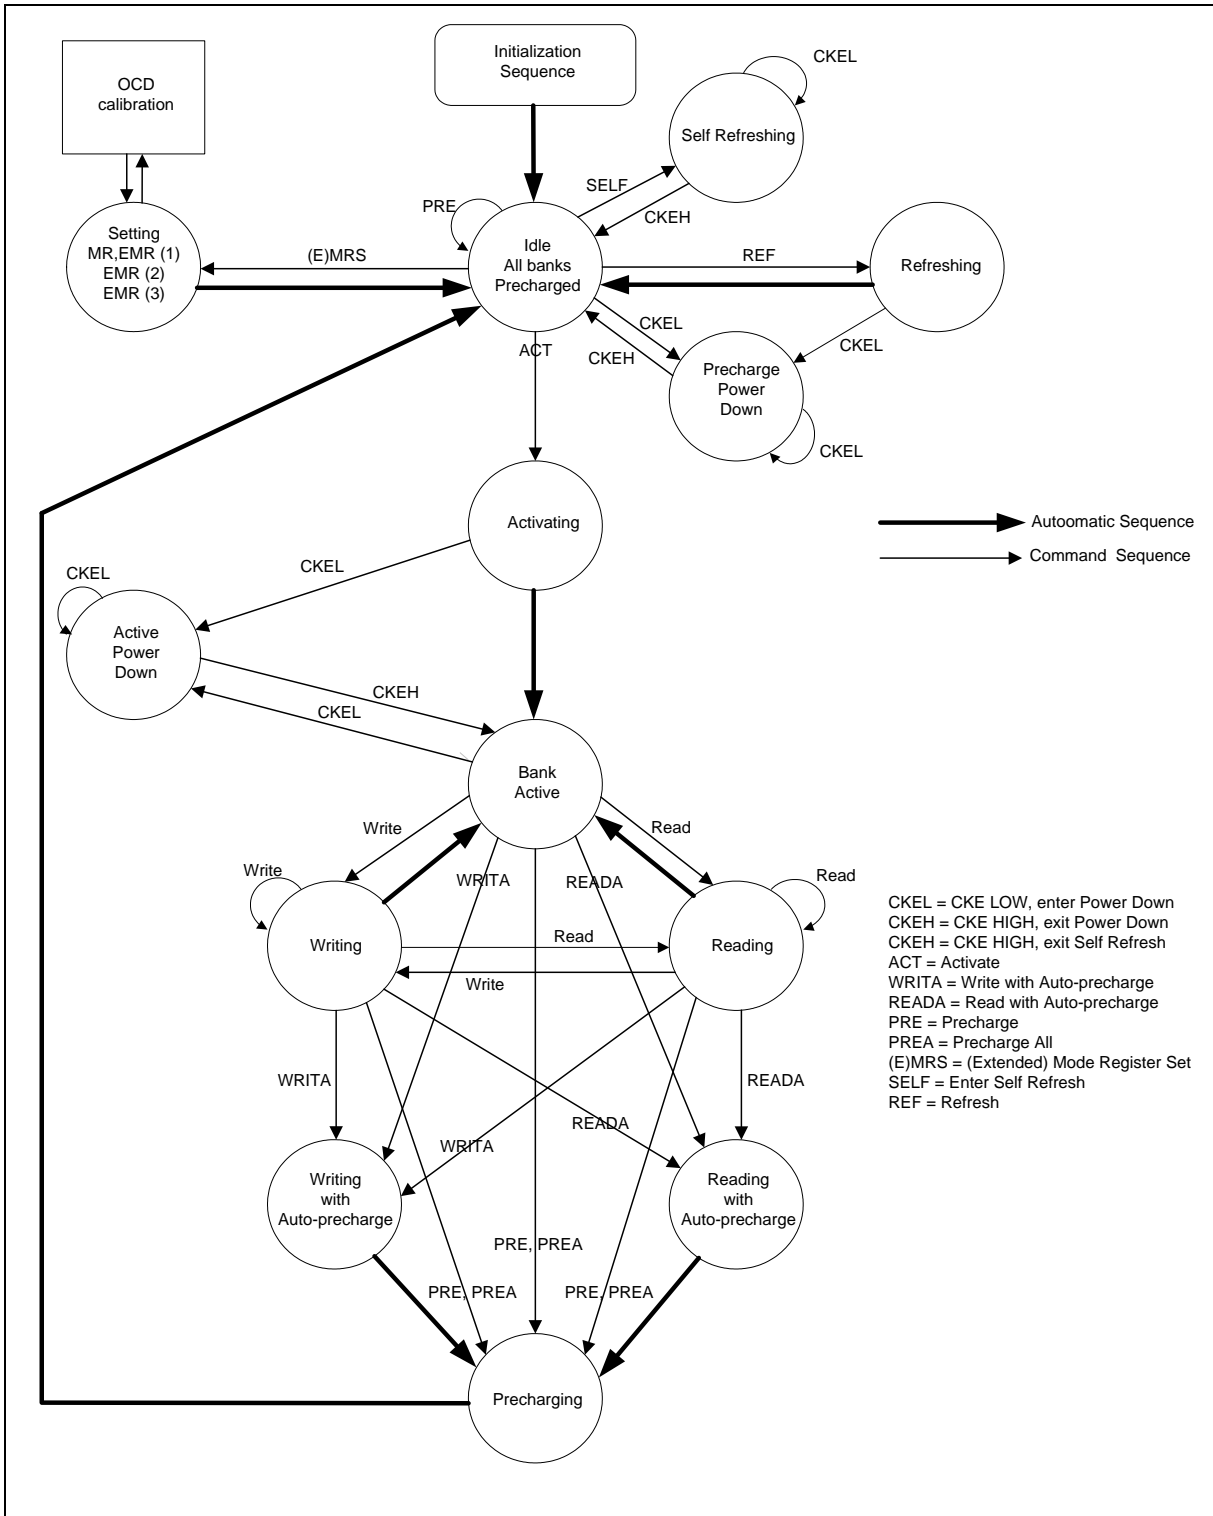 Initialization
Sequence
OCD
calibration
CKEL
Self Refreshing
SELF
PRE
CKEH
Setting
MR,EMR (1)
EMR (2)
EMR (3)
(E)MRS
Idle
All banks
Precharged
REF
Refreshing
CKEL
CKEH
CKEL
ACT
Precharge
Power
Down
CKEL
Activating
Autoomatic Sequence
Command Sequence
CKEL
CKEL
Active
Power
Down
CKEH
CKEL
Bank
Active
Write
Read
Write
WRITA
READA
Read
Writing
Read
Reading
Write
CKEL = CKE LOW, enter Power Down
CKEH = CKE HIGH, exit Power Down
CKEH = CKE HIGH, exit Self Refresh
ACT = Activate
WRITA = Write with Auto-precharge
READA = Read with Auto-precharge
PRE = Precharge
PREA = Precharge All
(E)MRS = (Extended) Mode Register Set
SELF = Enter Self Refresh
REF = Refresh
WRITA
READA
WRITA
READA
Writing
with
Auto-precharge
Reading
with
Auto-precharge
PRE, PREA
PRE, PREA
PRE, PREA
Precharging